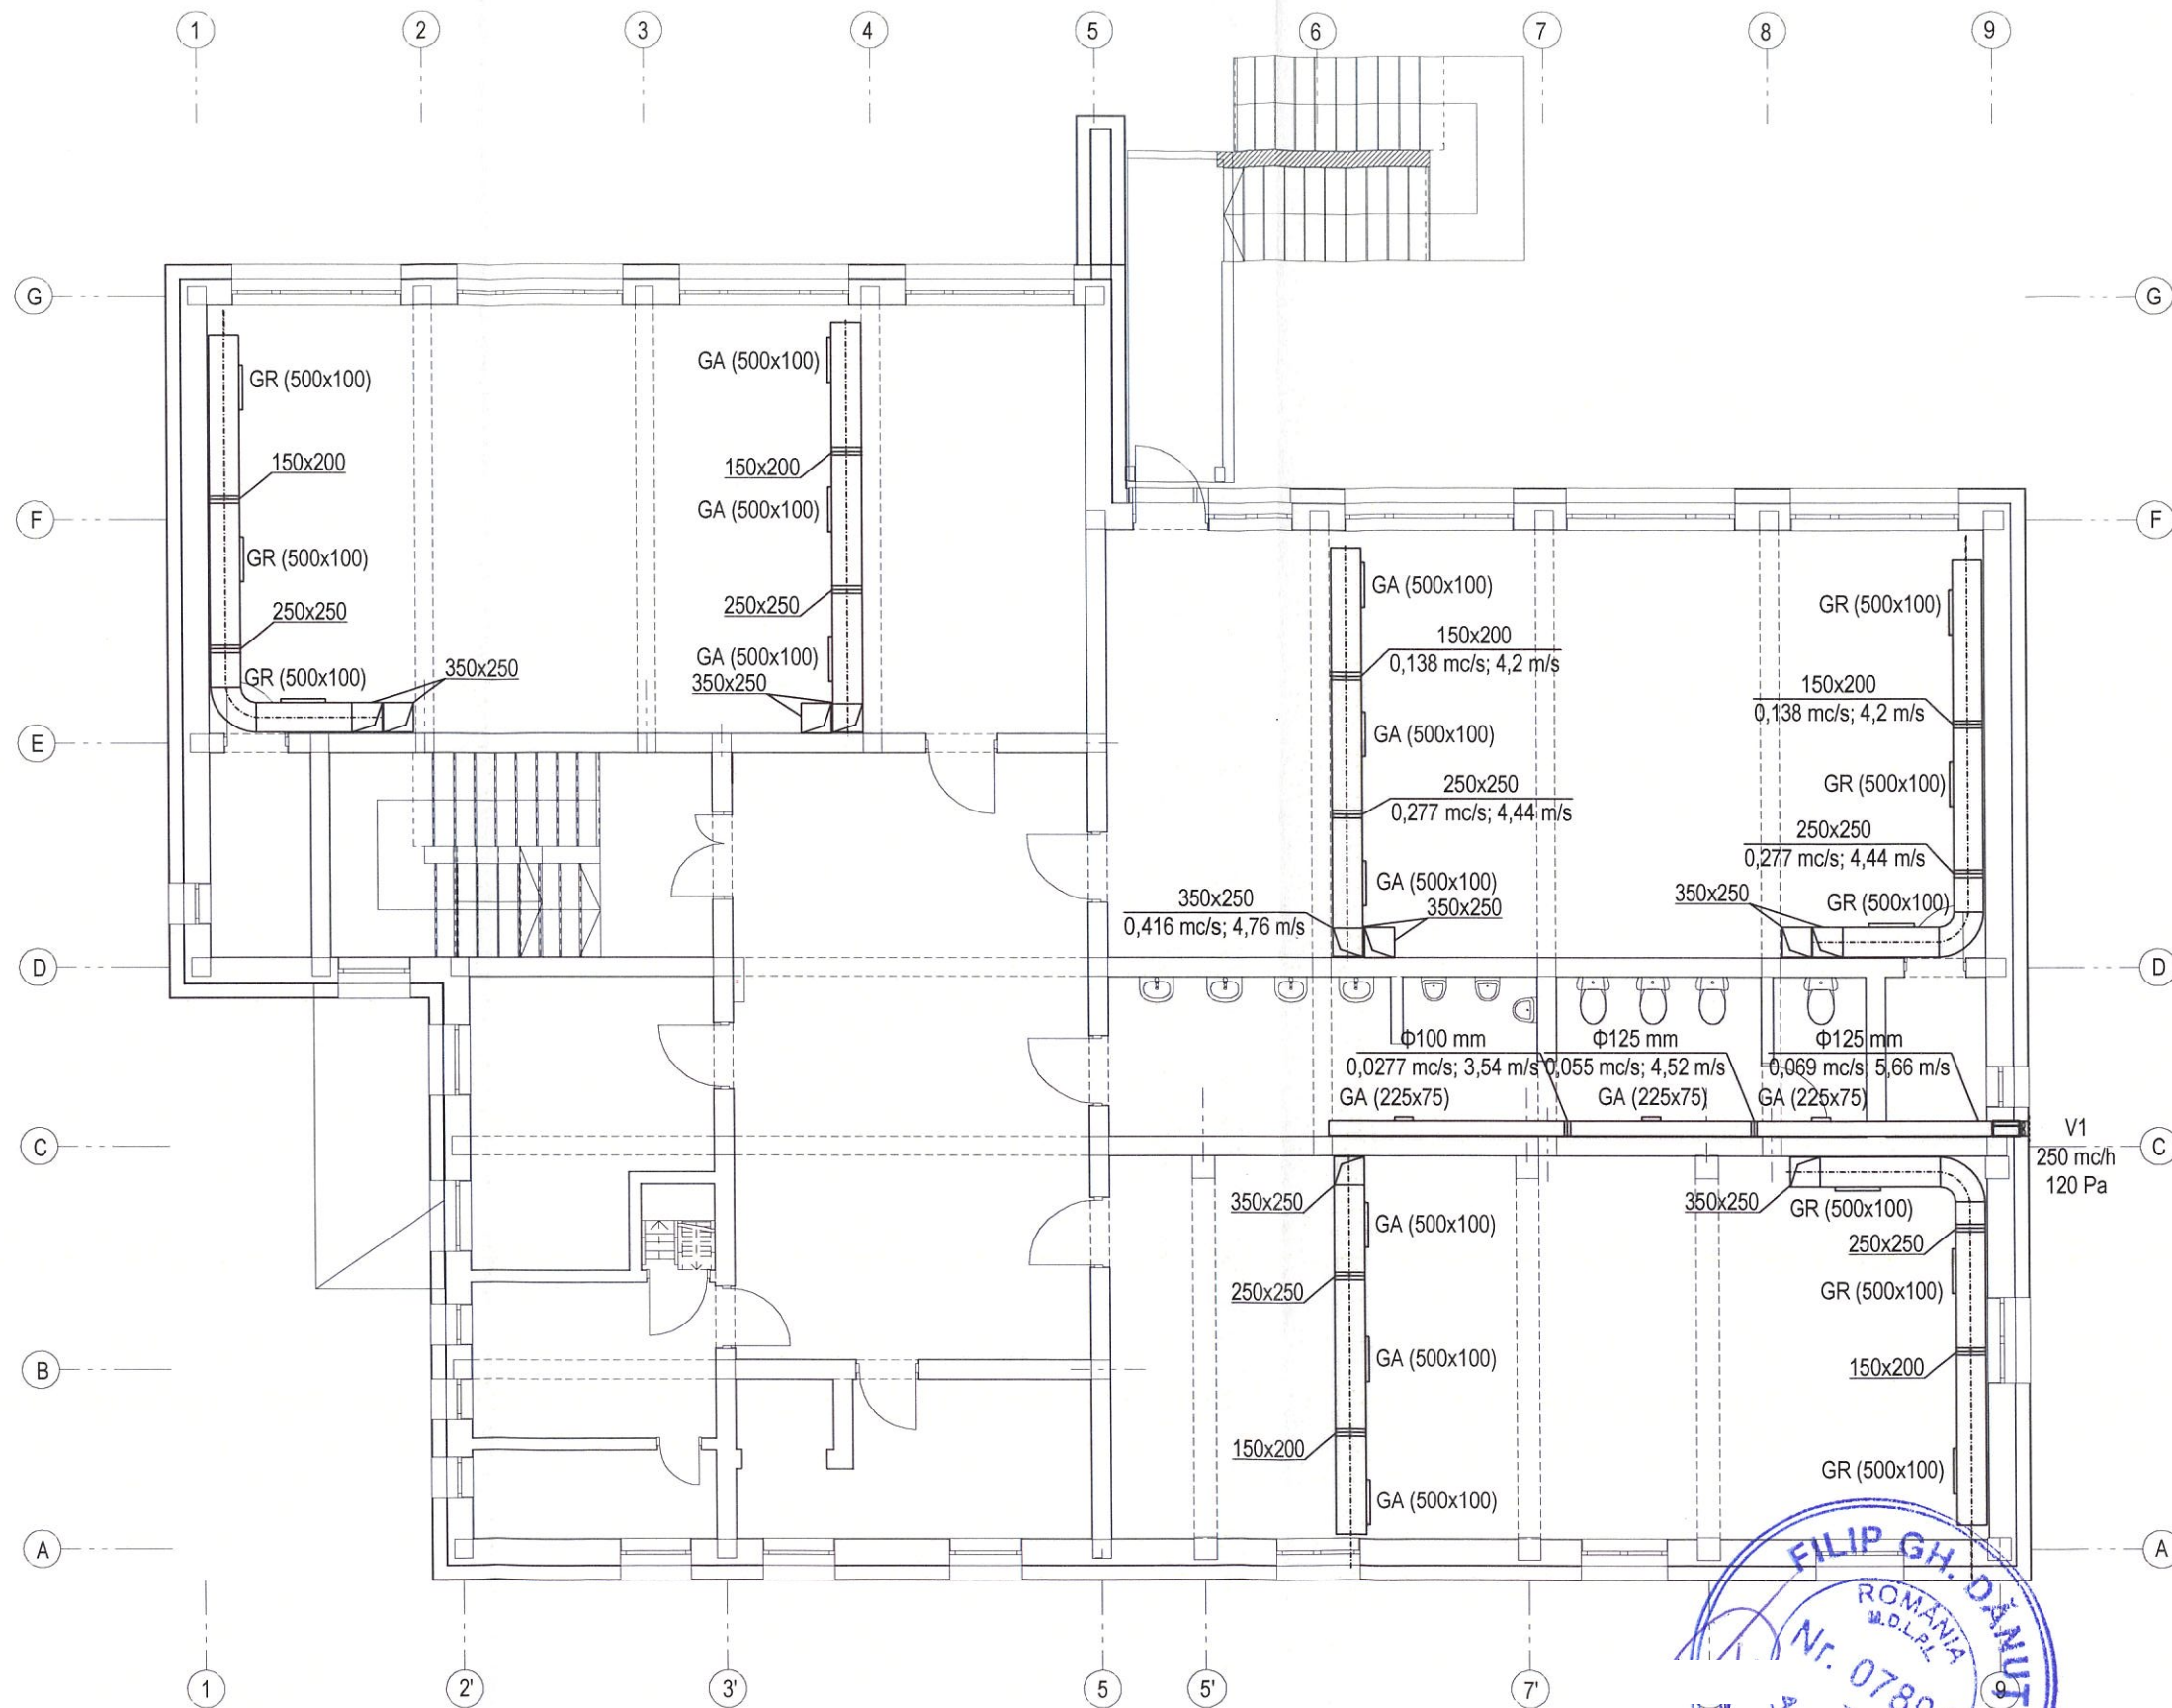 1 2 3 4 5 6 7 8 9
G G
GR (500x100)
GA (500x100)
150x200
150x200
GA (500x100)
F F
GR (500x100)
250x250
250x250
GA (500x100)
GR (500x100)
350x250
350x250
E E
GA (500x100)
150x200
0,138 mc/s; 4,2 m/s
GA (500x100)
250x250
0,277 mc/s; 4,44 m/s
GA (500x100)
350x250
350x250
0,416 mc/s; 4,76 m/s
GR (500x100)
150x200
0,138 mc/s; 4,2 m/s
GR (500x100)
250x250
0,277 mc/s; 4,44 m/s
350x250
GR (500x100)
D D
Φ100 mm
0,0277 mc/s; 3,54 m/s
GA (225x75)
Φ125 mm
0,055 mc/s; 4,52 m/s
GA (225x75)
Φ125 mm
0,069 mc/s; 5,66 m/s
GA (225x75)
V1
250 mc/h
120 Pa
C C
350x250
GA (500x100)
250x250
GA (500x100)
150x200
GA (500x100)
350x250
GR (500x100)
250x250
GR (500x100)
150x200
GR (500x100)
B
A A
FILIP GH. DĂNUȚ
ROMÂNIA
M.D.L.P.L.
Nr. 078
1 2' 3' 5 5' 7' 9